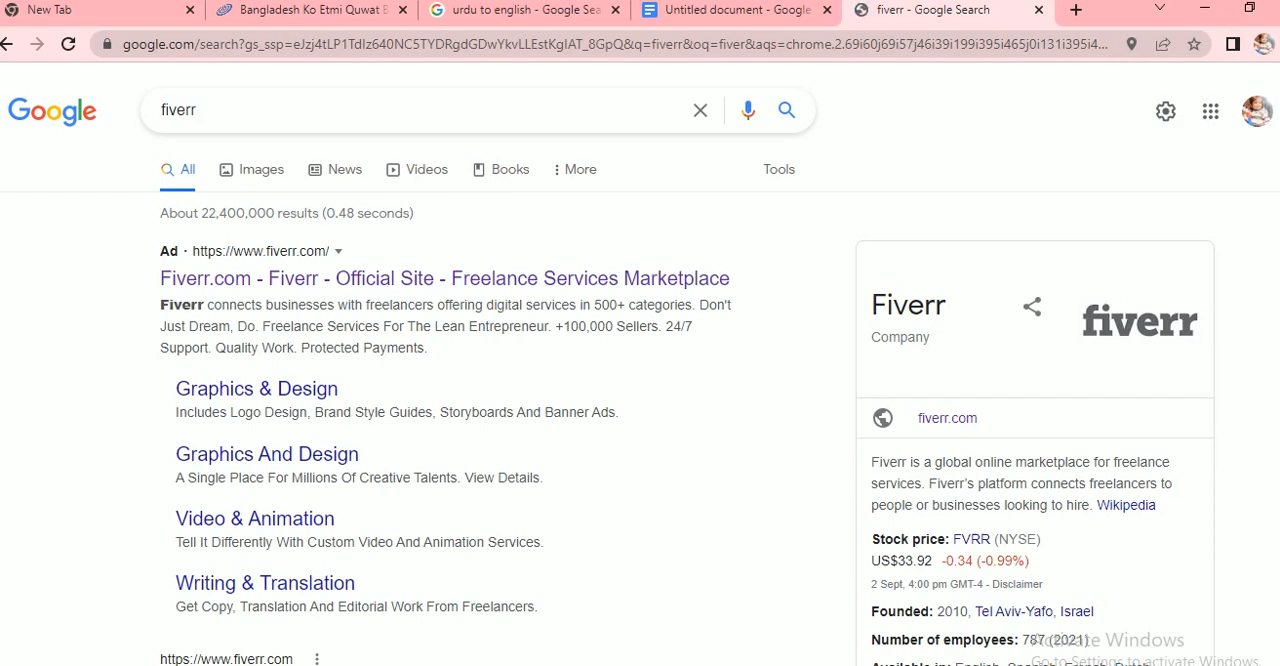 New Tab
Bangladesh Ko Etmi Quwat B
urdu to english - Google Sea
Untitled document - Google
fiverr - Google Search
google.com/search?gs_ssp=eJzj4tLP1TdIz640NC5TYDRgdGDwYkvLLEstKgIAT_8GpQ&q=fiverr&oq=fiver&aqs=chrome.2.69i60j69i57j46i39i199i395i465j0i131i395i4...
Google
fiverr
All
Images
News
Videos
Books
More
Tools
About 22,400,000 results (0.48 seconds)
Ad · https://www.fiverr.com/
Fiverr.com - Fiverr - Official Site - Freelance Services Marketplace
Fiverr connects businesses with freelancers offering digital services in 500+ categories. Don't
Just Dream, Do. Freelance Services For The Lean Entrepreneur. +100,000 Sellers. 24/7
Support. Quality Work. Protected Payments.
Graphics & Design
Includes Logo Design, Brand Style Guides, Storyboards And Banner Ads.
Graphics And Design
A Single Place For Millions Of Creative Talents. View Details.
Video & Animation
Tell It Differently With Custom Video And Animation Services.
Writing & Translation
Get Copy, Translation And Editorial Work From Freelancers.
https://www.fiverr.com
Fiverr
Company
fiverr
fiverr.com
Fiverr is a global online marketplace for freelance
services. Fiverr's platform connects freelancers to
people or businesses looking to hire. Wikipedia
Stock price: FVRR (NYSE)
US$33.92 -0.34 (-0.99%)
2 Sept, 4:00 pm GMT-4 - Disclaimer
Founded: 2010, Tel Aviv-Yafo, Israel
Number of employees: 787 (2021)
Activate Windows
Go to Settings to activate Windows.